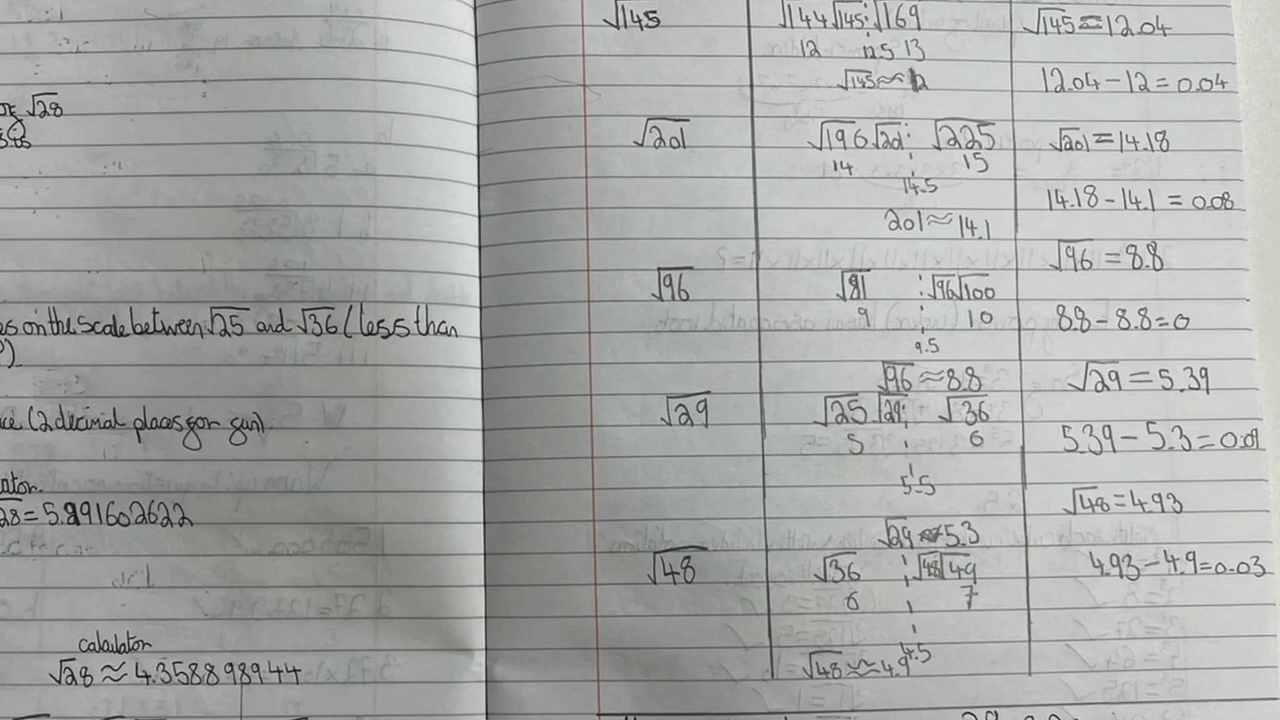 √28
es on the scale between √25 and √36 (less than
ce (2 decimal places for fun).
28 = 5.291602622
calculator
√28 ≈ 4.358898944
√145 √144 √145 √169 √145 = 12.04
12 12.5 13
√145 ≈ 12 12.04 - 12 = 0.04
√201 √196 √201 √225 √201 = 14.18
14 15
14.5
14.18 - 14.1 = 0.08
201 ≈ 14.1
√96 = 8.8
√96 √81 √96 √100
9 10 8.8 - 8.8 = 0
9.5
√96 ≈ 8.8 √29 = 5.39
√29 √25 √29 √36
5 6 5.39 - 5.3 = 0.09
5.5
√48 = 4.93
√29 ≈ 5.3
√48 √36 √48 √49 4.93 - 4.9 = 0.03
6 7
√48 ≈ 4.9